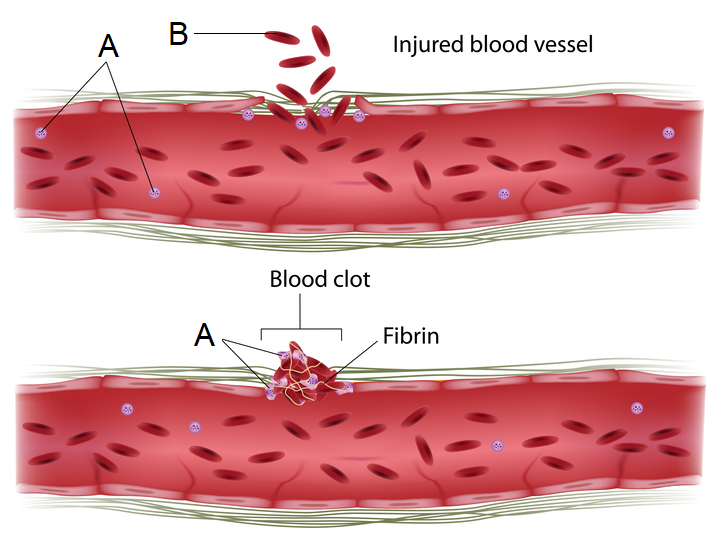 B
A
Injured blood vessel
Blood clot
A
Fibrin